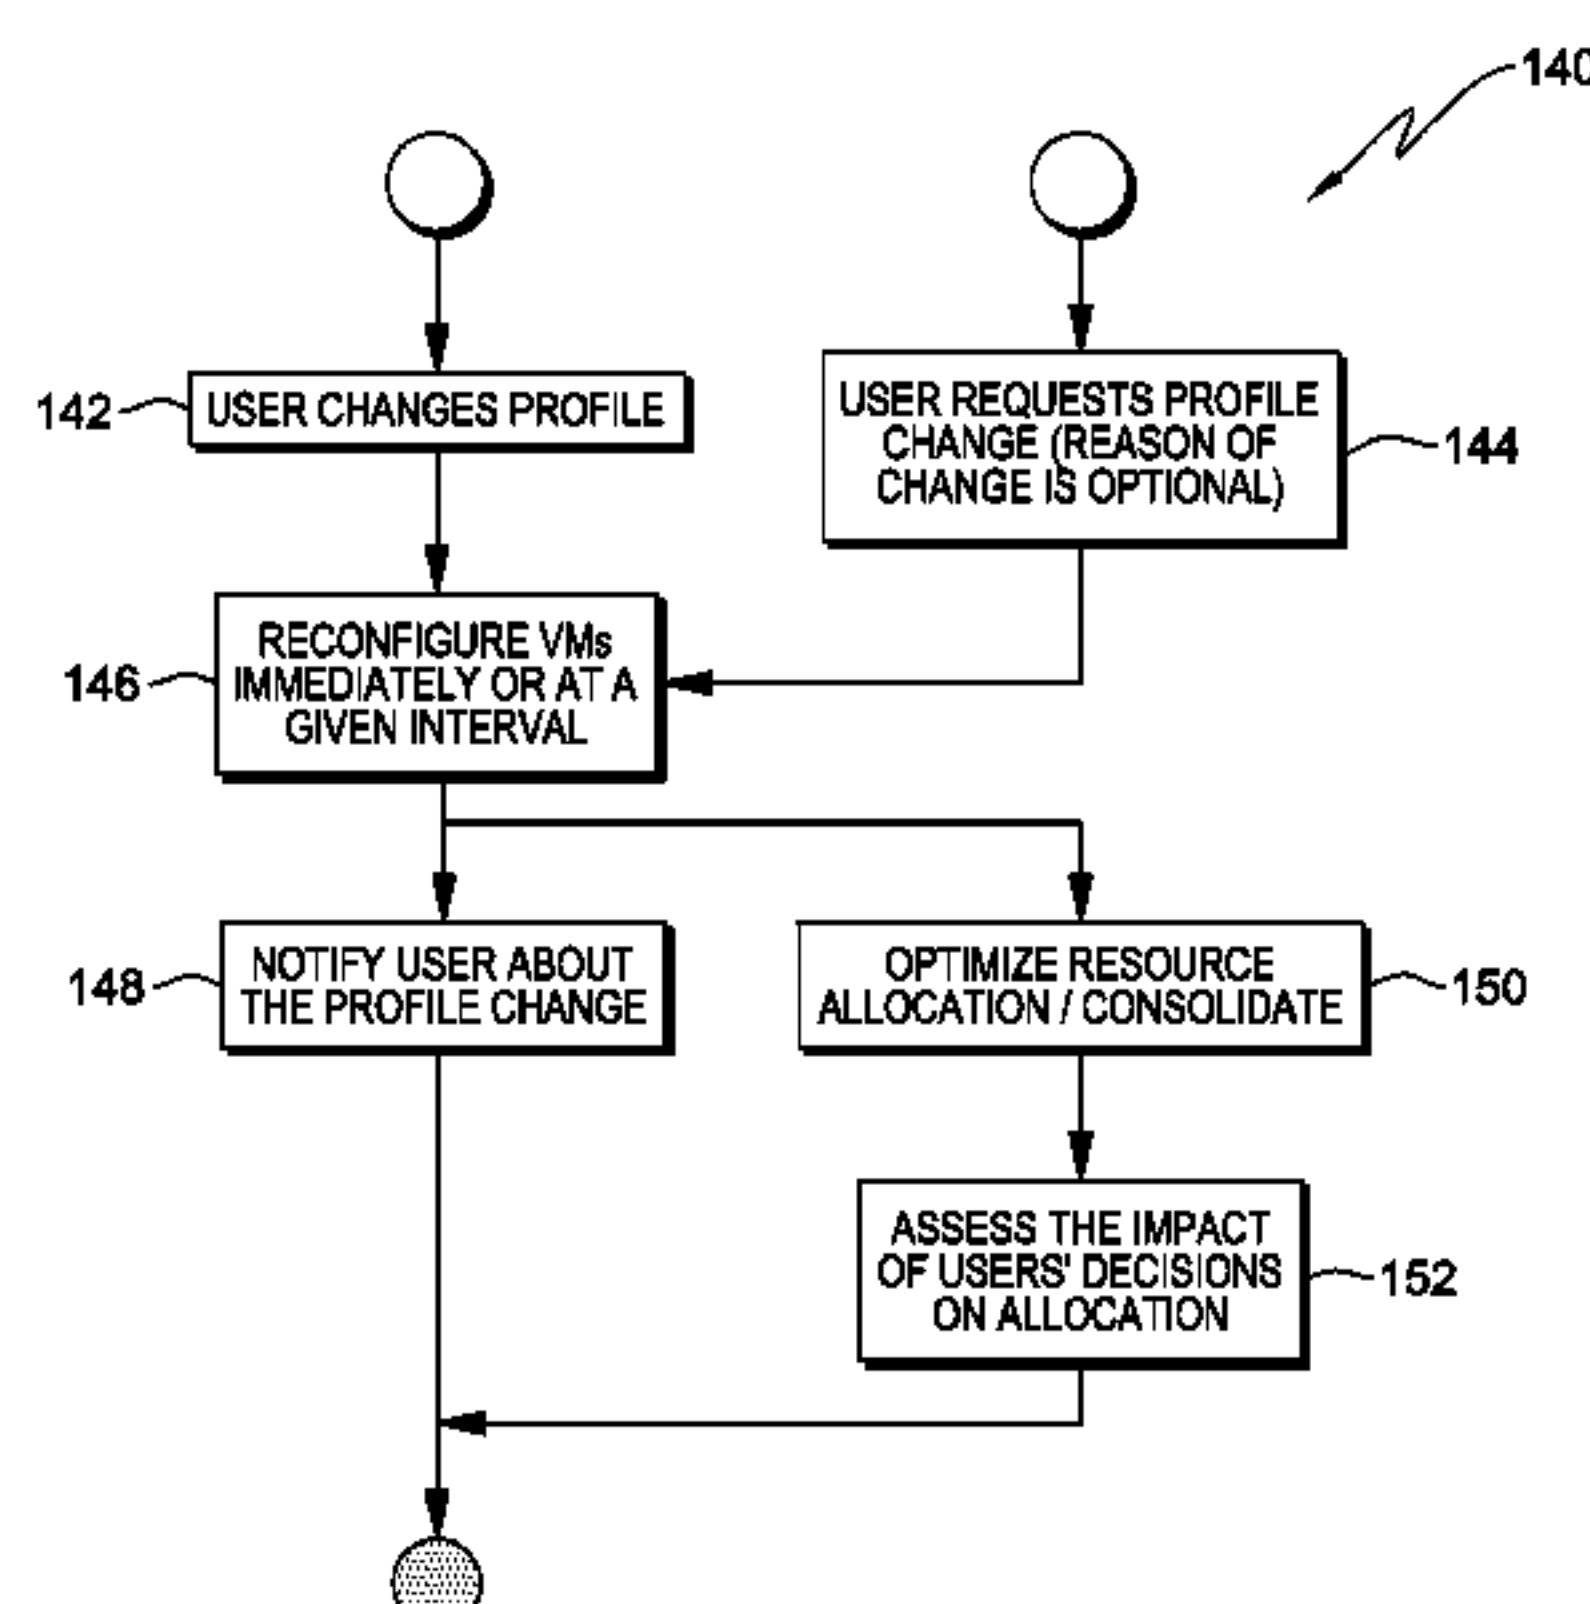 140
142
USER CHANGES PROFILE
USER REQUESTS PROFILE
CHANGE (REASON OF
CHANGE IS OPTIONAL)
144
146
RECONFIGURE VMs
IMMEDIATELY OR AT A
GIVEN INTERVAL
148
NOTIFY USER ABOUT
THE PROFILE CHANGE
OPTIMIZE RESOURCE
ALLOCATION / CONSOLIDATE
150
ASSESS THE IMPACT
OF USERS' DECISIONS
ON ALLOCATION
152